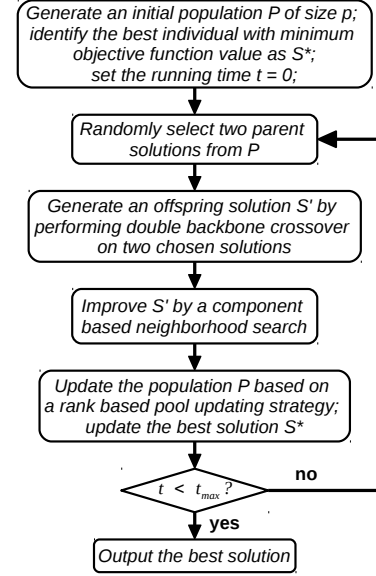 Generate an initial population P of size p;
identify the best individual with minimum
objective function value as S*;
set the running time t = 0;
Randomly select two parent
solutions from P
Generate an offspring solution S' by
performing double backbone crossover
on two chosen solutions
Improve S' by a component
based neighborhood search
Update the population P based on
a rank based pool updating strategy;
update the best solution S*
t < tmax ?
no
yes
Output the best solution